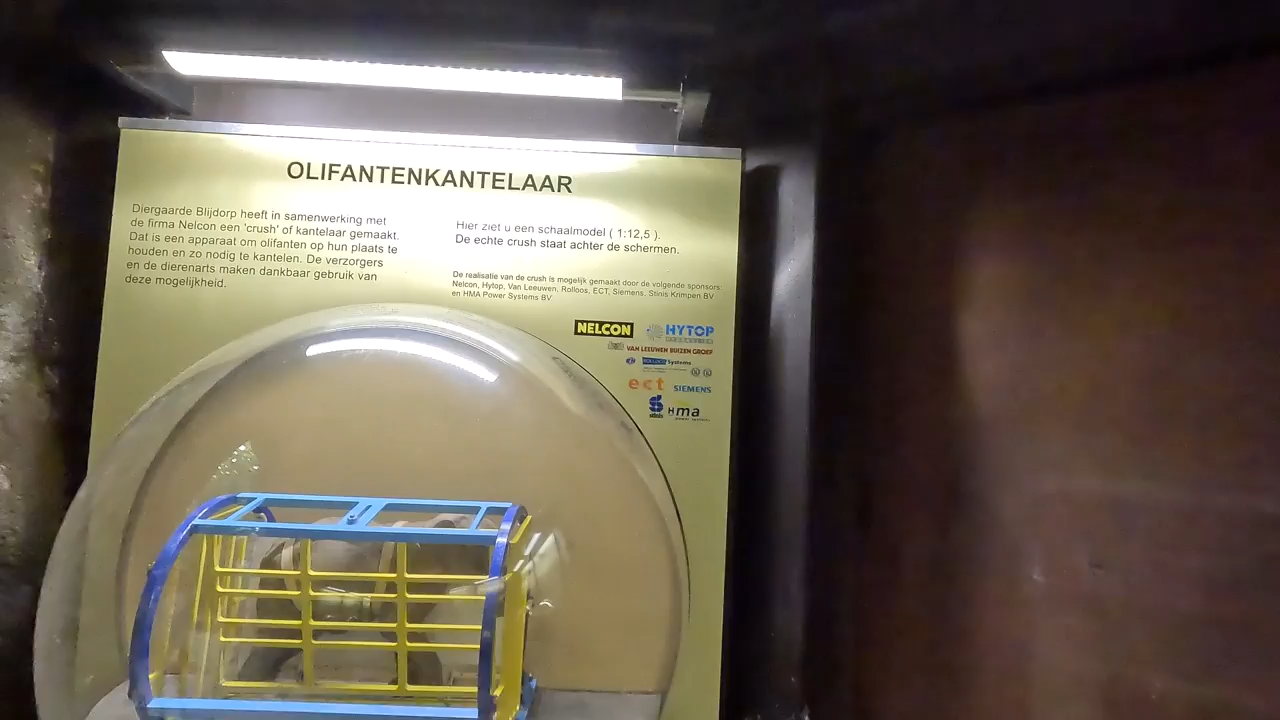 OLIFANTENKANTELAAR
Diergaarde Blijdorp heeft in samenwerking met
de firma Nelcon een 'crush' of kantelaar gemaakt.
Dat is een apparaat om olifanten op hun plaats te
houden en zo nodig te kantelen. De verzorgers
en de dierenarts maken dankbaar gebruik van
deze mogelijkheid.
Hier ziet u een schaalmodel ( 1:12,5 ).
De echte crush staat achter de schermen.
De realisatie van de crush is mogelijk gemaakt door de volgende sponsors:
Nelcon, Hytop, Van Leeuwen, Rolloos, ECT, Siemens, Stinis Krimpen BV
en HMA Power Systems BV
NELCON
HYTOP
VAN LEEUWEN BUIZEN GROEP
Systems
ect
SIEMENS
stinis
Hma
power systems